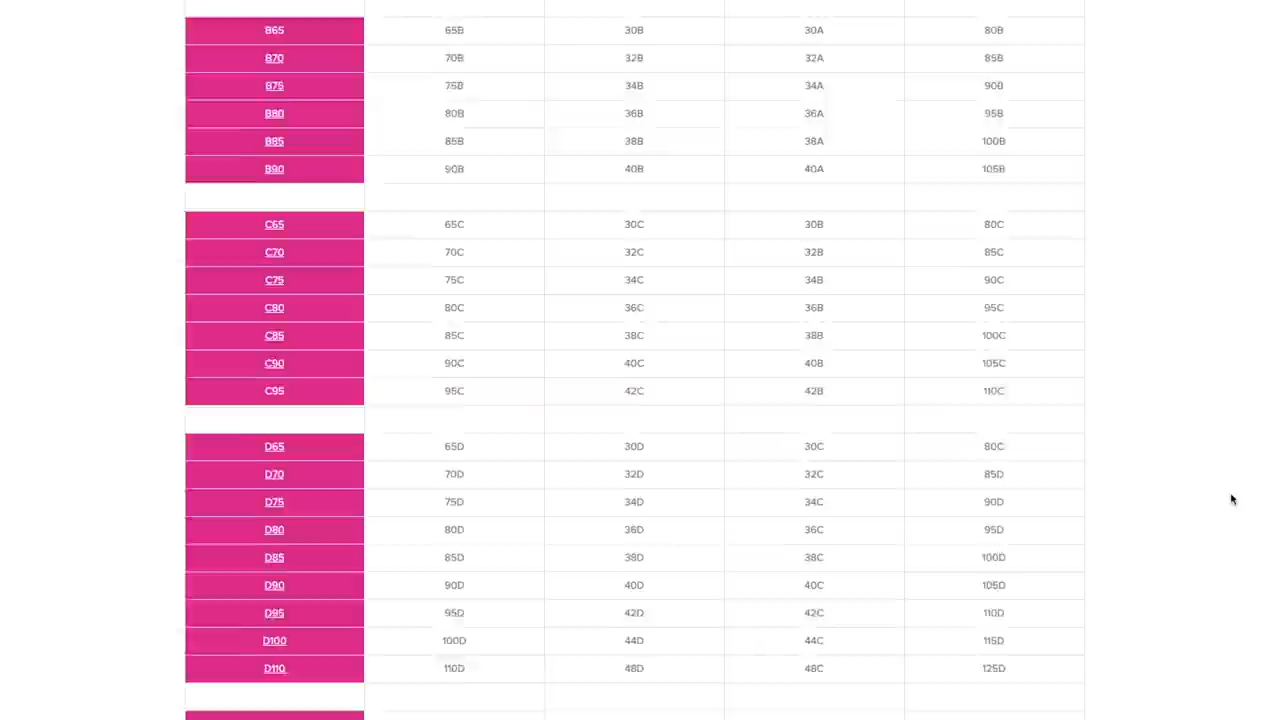 B65 65B 30B 30A 80B
B70 70B 32B 32A 85B
B75 75B 34B 34A 90B
B80 80B 36B 36A 95B
B85 85B 38B 38A 100B
B90 90B 40B 40A 105B
C65 65C 30C 30B 80C
C70 70C 32C 32B 85C
C75 75C 34C 34B 90C
C80 80C 36C 36B 95C
C85 85C 38C 38B 100C
C90 90C 40C 40B 105C
C95 95C 42C 42B 110C
D65 65D 30D 30C 80C
D70 70D 32D 32C 85D
D75 75D 34D 34C 90D
D80 80D 36D 36C 95D
D85 85D 38D 38C 100D
D90 90D 40D 40C 105D
D95 95D 42D 42C 110D
D100 100D 44D 44C 115D
D110 110D 48D 48C 125D